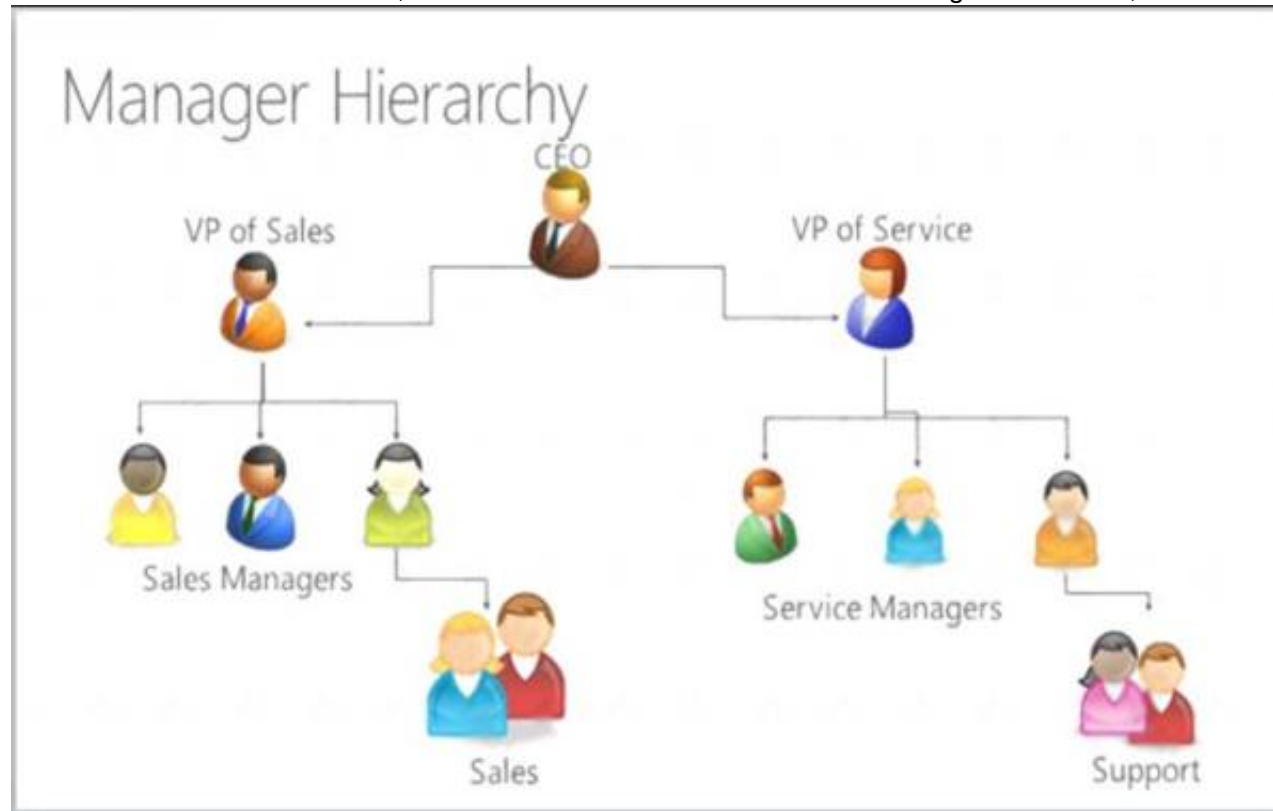 Manager Hierarchy
CEO
VP of Sales
VP of Service
Sales Managers
Service Managers
Sales
Support